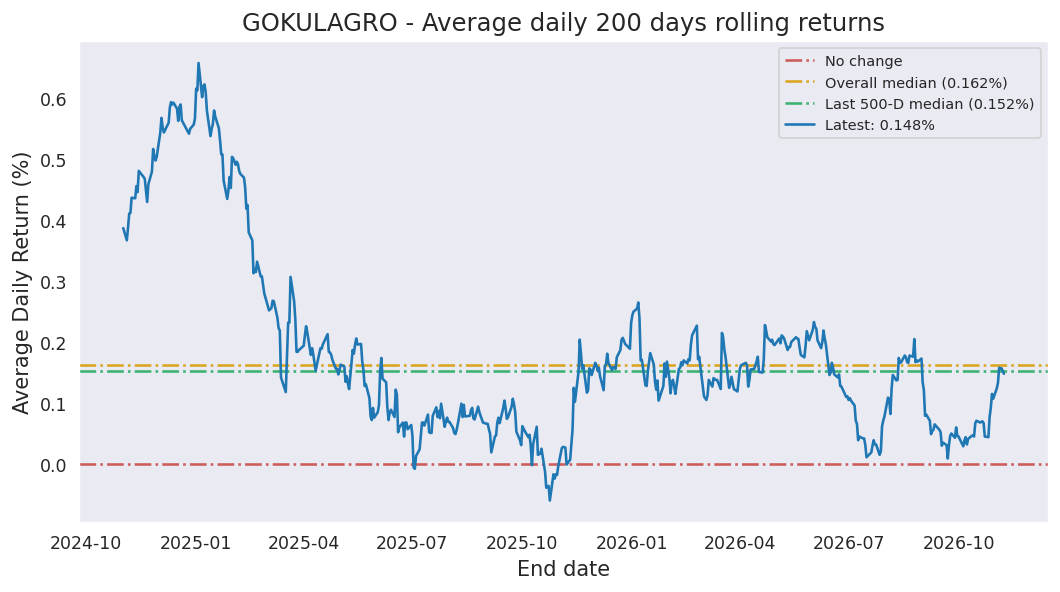 GOKULAGRO - Average daily 200 days rolling returns
No change
Overall median (0.162%)
Last 500-D median (0.152%)
Latest: 0.148%
Average Daily Return (%)
0.6
0.5
0.4
0.3
0.2
0.1
0.0
2024-10 2025-01 2025-04 2025-07 2025-10 2026-01 2026-04 2026-07 2026-10
End date